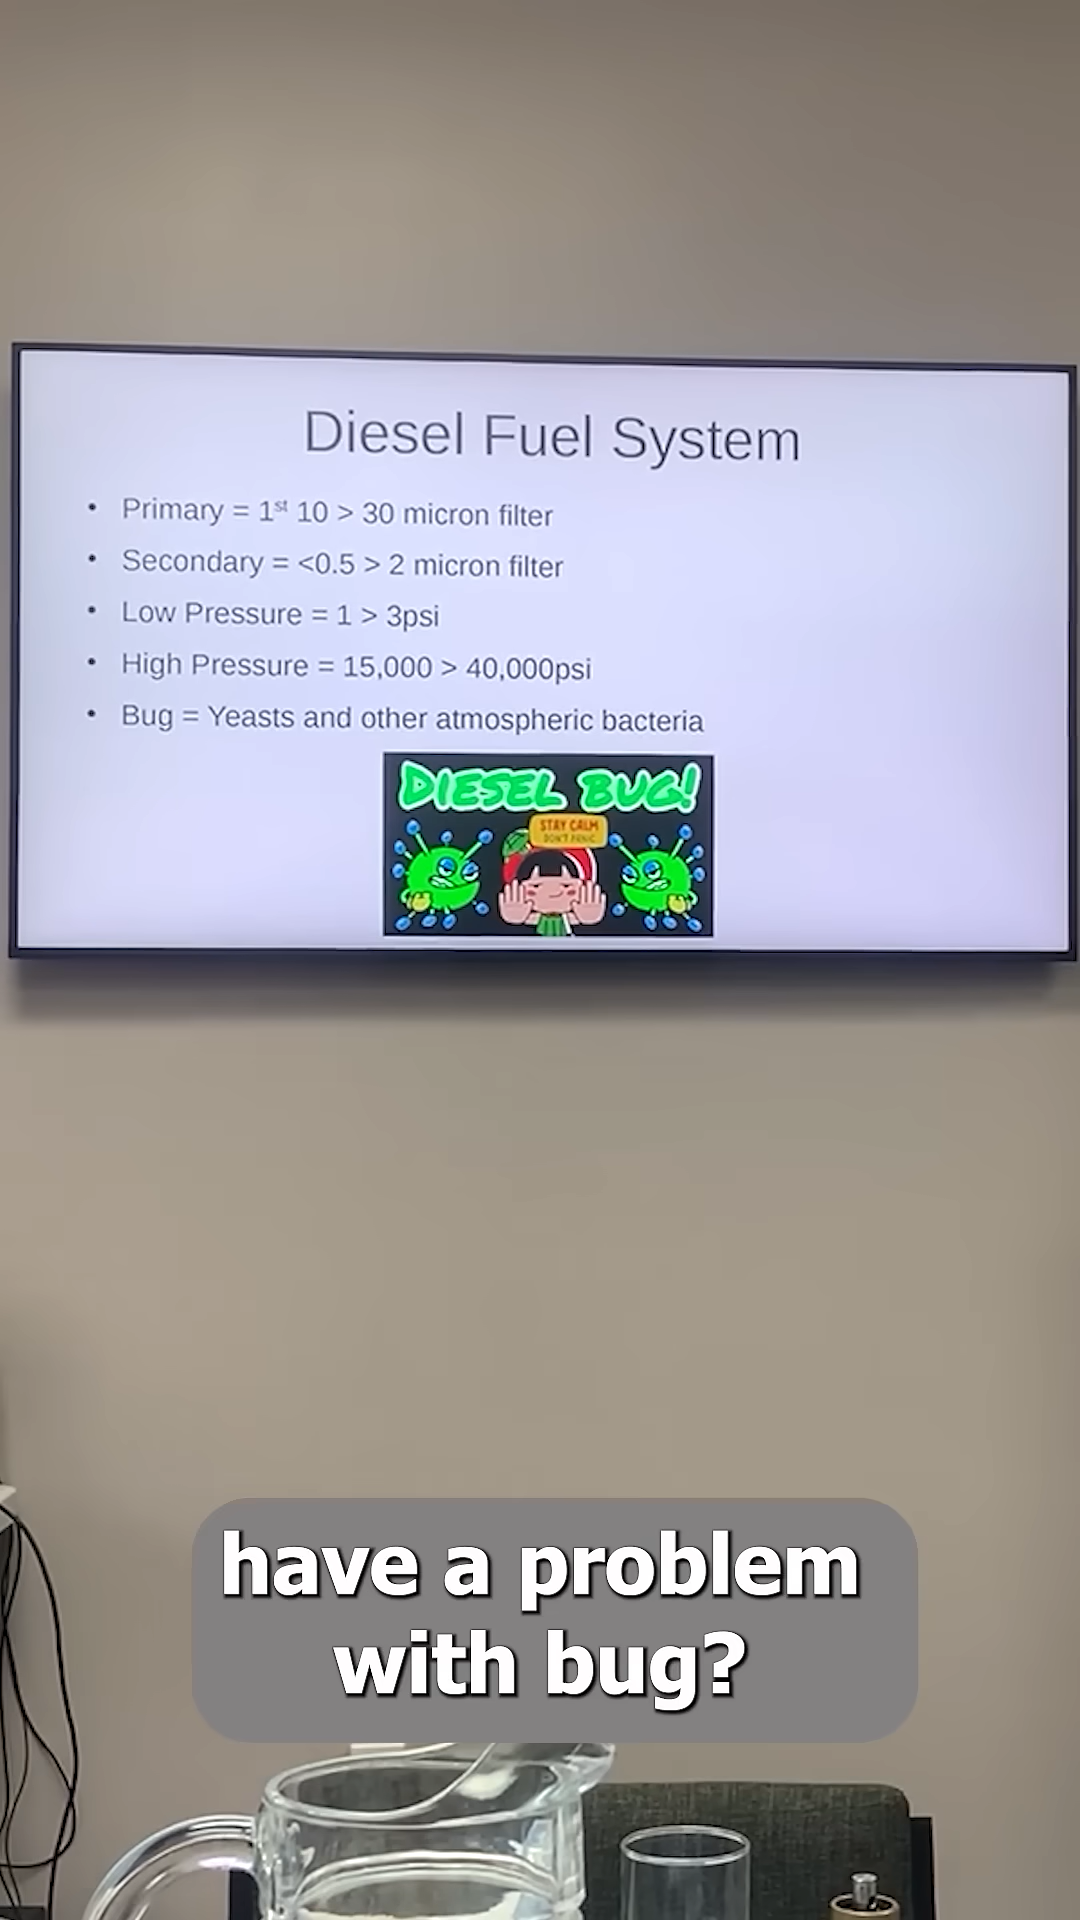 Diesel Fuel System
• Primary = 1st 10 > 30 micron filter
• Secondary = <0.5 > 2 micron filter
• Low Pressure = 1 > 3psi
• High Pressure = 15,000 > 40,000psi
• Bug = Yeasts and other atmospheric bacteria
DIESEL BUG!
STAY CALM
DON'T PANIC
have a problem
with bug?